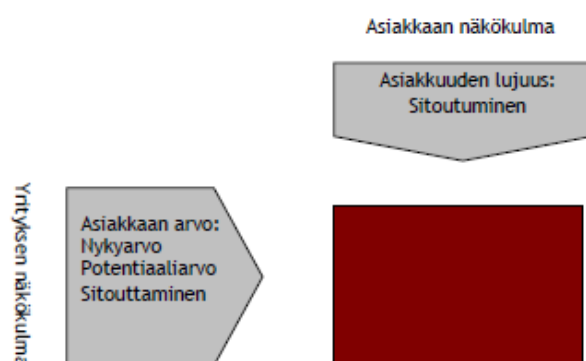 Asiakkaan näkökulma
Asiakkuuden lujuus:
Sitoutuminen
Yrityksen näkökulma
Asiakkaan arvo:
Nykyarvo
Potentiaaliarvo
Sitouttaminen